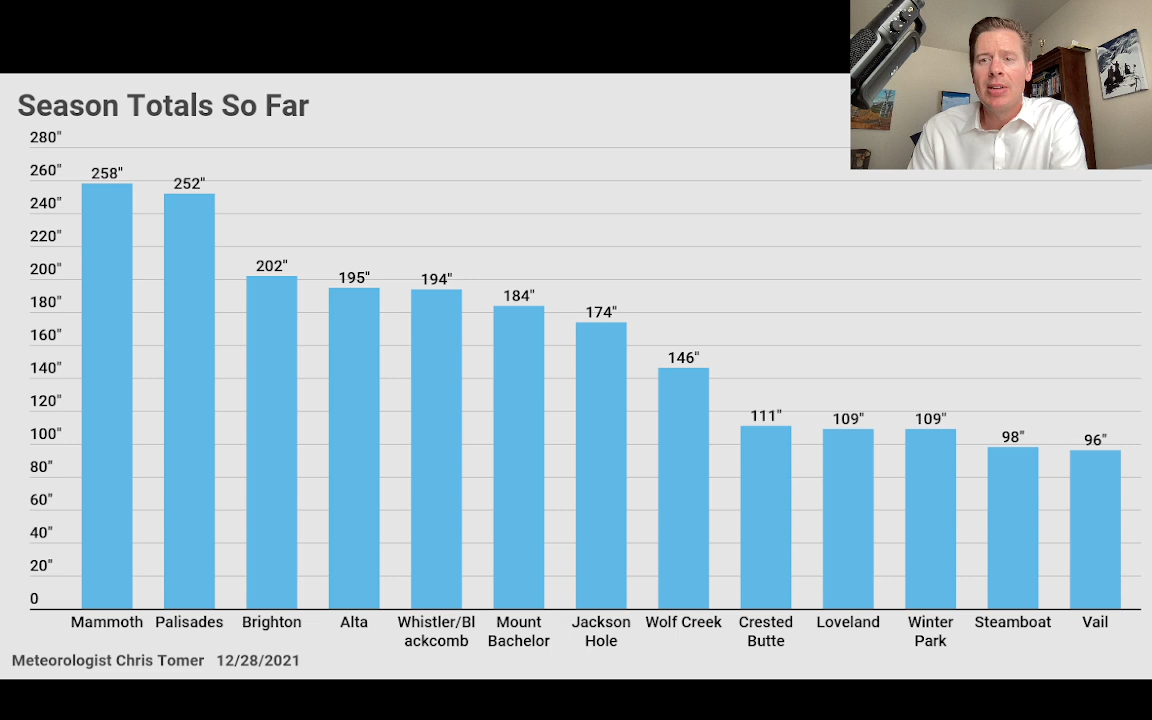 Season Totals So Far
280"
260"
240"
220"
200"
180"
160"
140"
120"
100"
80"
60"
40"
20"
0
258"
252"
202"
195"
194"
184"
174"
146"
111"
109"
109"
98"
96"
Mammoth
Palisades
Brighton
Alta
Whistler/Bl
ackcomb
Mount
Bachelor
Jackson
Hole
Wolf Creek
Crested
Butte
Loveland
Winter
Park
Steamboat
Vail
Meteorologist Chris Tomer 12/28/2021